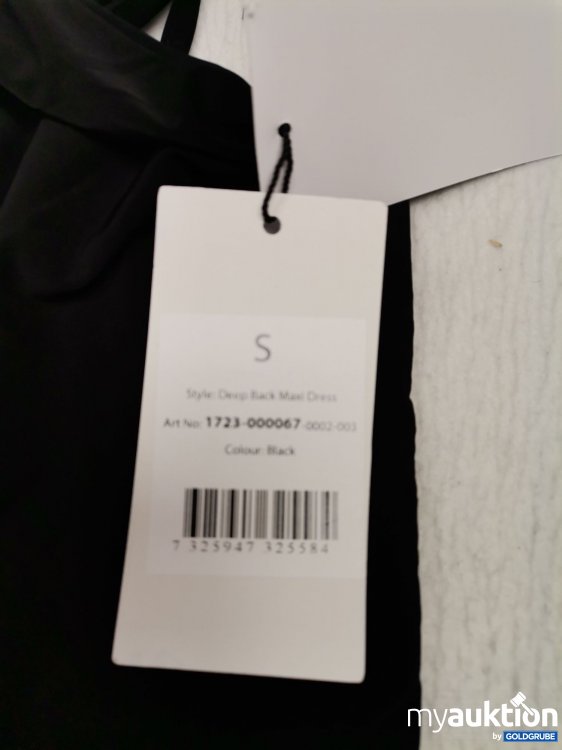 S
Style: Deep Back Maxi Dress
Art No: 1723-000067-0002-003
Colour: Black
7 325947 325584
myauktion
by GOLDGRUBE